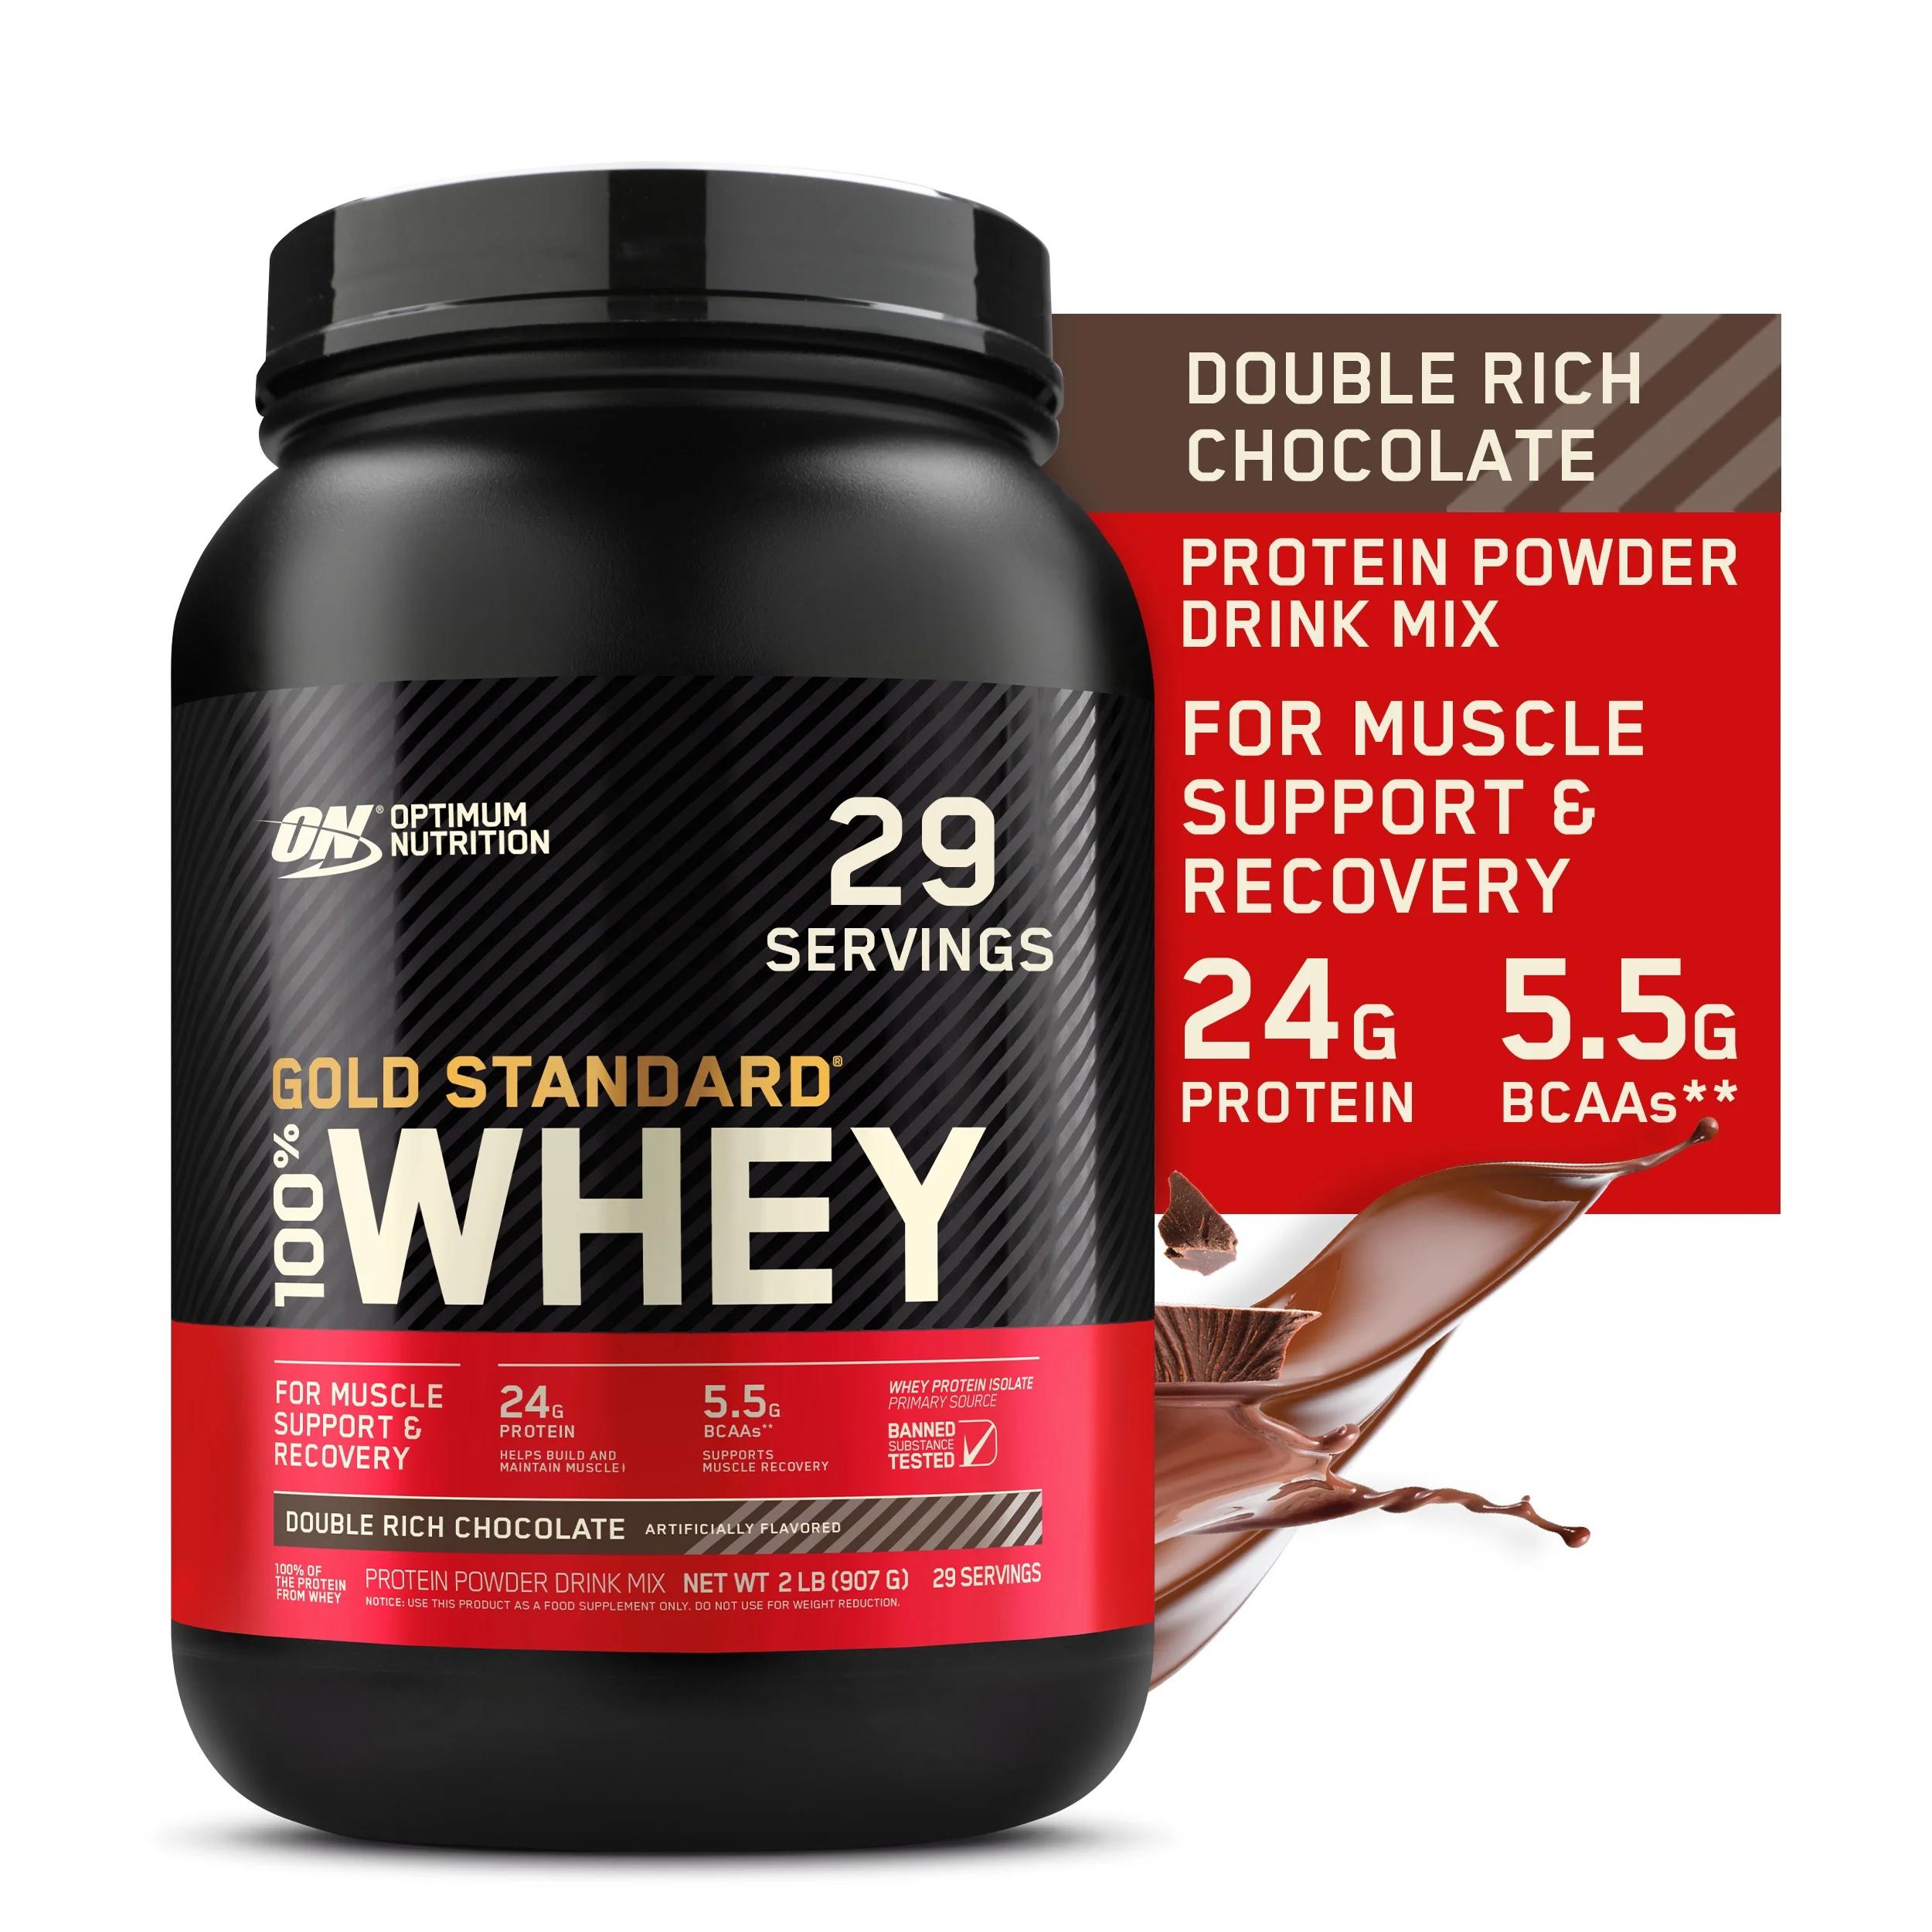 ON® OPTIMUM
NUTRITION
29
SERVINGS
GOLD STANDARD®
100% WHEY
FOR MUSCLE
SUPPORT &
RECOVERY
24G
PROTEIN
HELPS BUILD AND
MAINTAIN MUSCLE‡
5.5G
BCAAs**
SUPPORTS
MUSCLE RECOVERY
WHEY PROTEIN ISOLATE
PRIMARY SOURCE
BANNED
SUBSTANCE
TESTED
DOUBLE RICH CHOCOLATE ARTIFICIALLY FLAVORED
100% OF
THE PROTEIN
FROM WHEY
PROTEIN POWDER DRINK MIX NET WT 2 LB (907 G) 29 SERVINGS
NOTICE: USE THIS PRODUCT AS A FOOD SUPPLEMENT ONLY. DO NOT USE FOR WEIGHT REDUCTION.
DOUBLE RICH
CHOCOLATE
PROTEIN POWDER
DRINK MIX
FOR MUSCLE
SUPPORT &
RECOVERY
24G 5.5G
PROTEIN BCAAs**